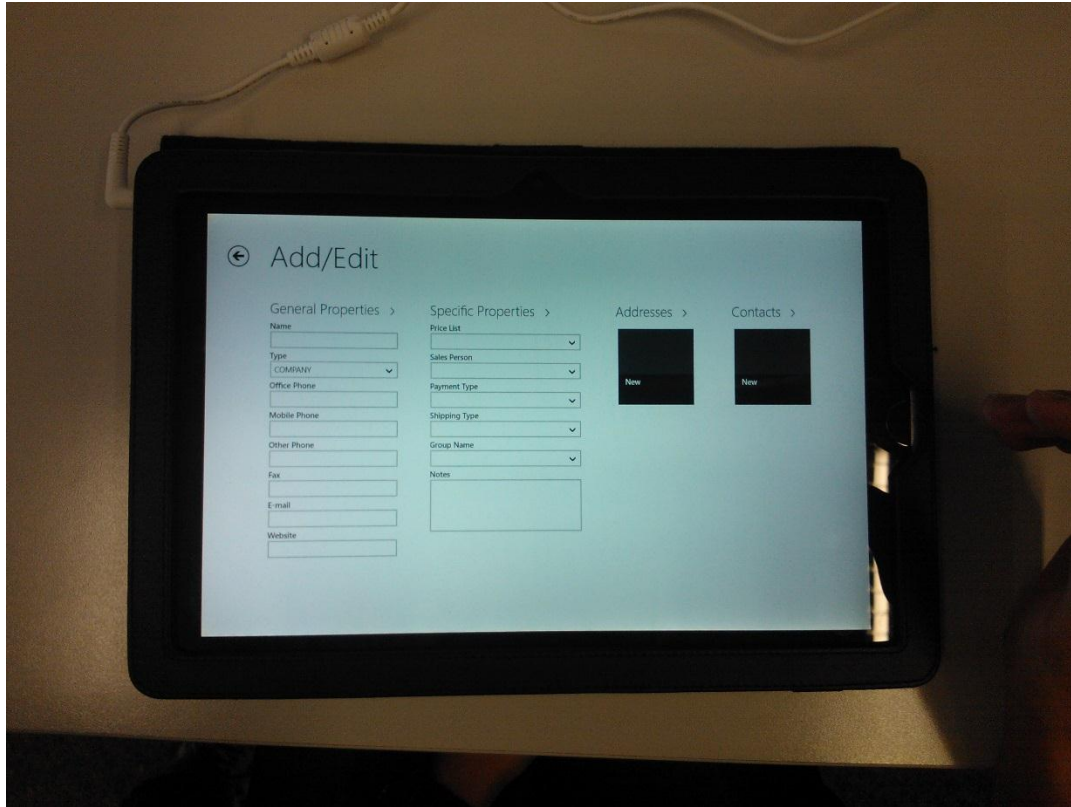 Add/Edit
General Properties >
Name
Type
COMPANY
Office Phone
Mobile Phone
Other Phone
Fax
E-mail
Website
Specific Properties >
Price List
Sales Person
Payment Type
Shipping Type
Group Name
Notes
Addresses >
New
Contacts >
New